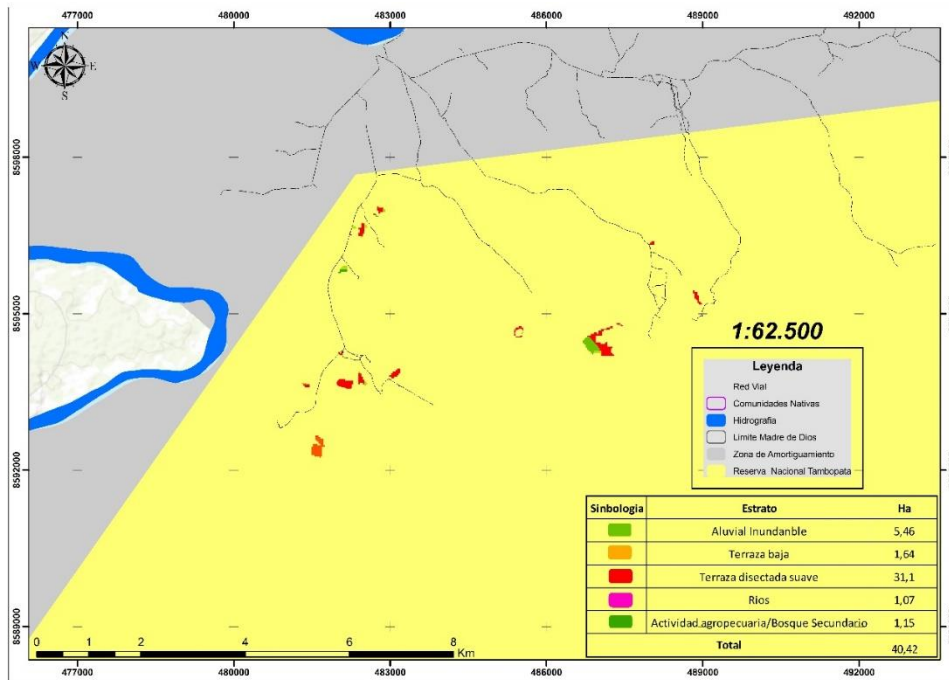 477000 480000 483000 486000 489000 492000
N
W E
S
8598000
8595000
8592000
8589000
1:62.500
Leyenda
Red Vial
Comunidades Nativas
Hidrografia
Limite Madre de Dios
Zona de Amortiguamiento
Reserva Nacional Tambopata
Sinbologia Estrato Ha
Aluvial Inundanble 5,46
Terraza baja 1,64
Terraza disectada suave 31,1
Rios 1,07
Actividad.agropecuaria/Bosque Secundario 1,15
Total 40,42
0 1 2 4 6 8
Km
477000 480000 483000 486000 489000 492000